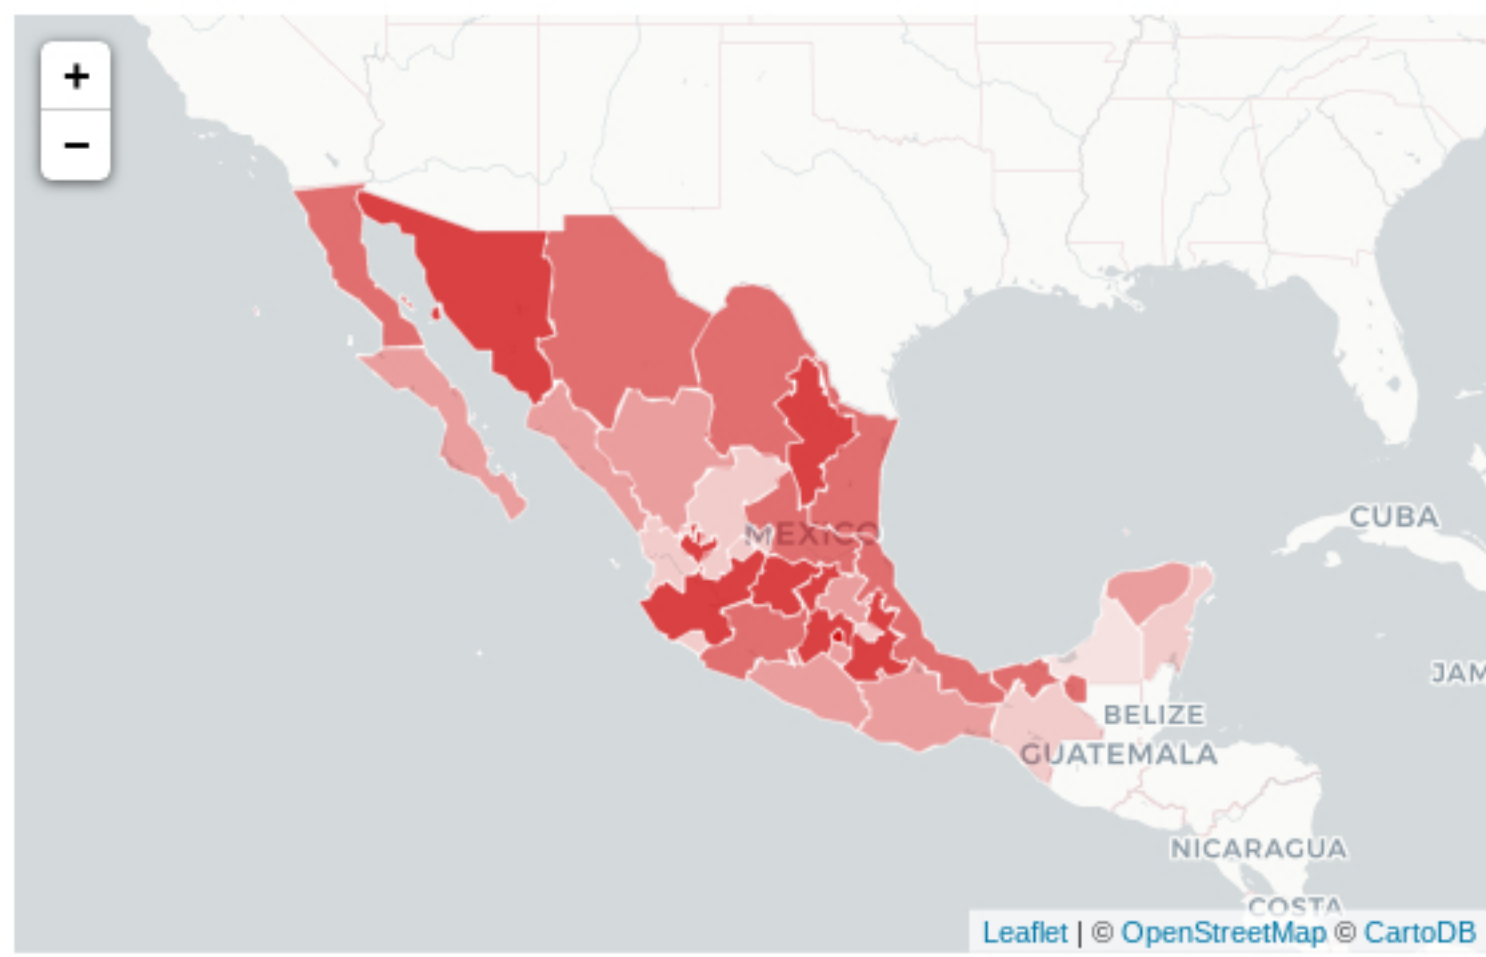 +
−
MEXICO
CUBA
JAM
BELIZE
GUATEMALA
NICARAGUA
COSTA
Leaflet | © OpenStreetMap © CartoDB